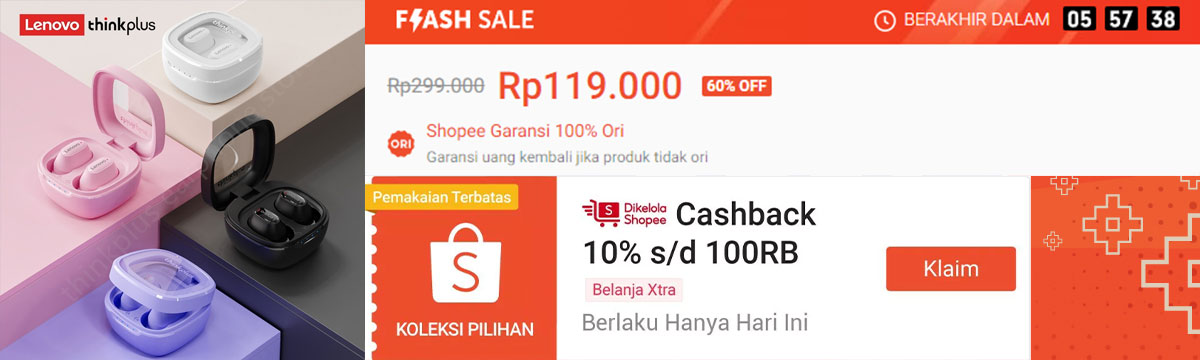 Lenovo thinkplus
FLASH SALE
BERAKHIR DALAM 05 57 38
Rp299.000 Rp119.000 60% OFF
ORI
Shopee Garansi 100% Ori
Garansi uang kembali jika produk tidak ori
Pemakaian Terbatas
S
KOLEKSI PILIHAN
S Dikelola Shopee Cashback
10% s/d 100RB
Belanja Xtra
Berlaku Hanya Hari Ini
Klaim